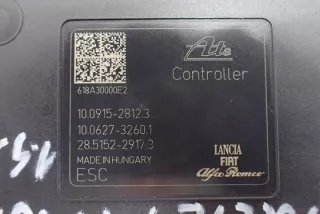 Ate
Controller
618A30000E2
10.0915-2812.3
10.0627-3260.1
28.5152-2917.3
MADE IN HUNGARY
ESC
LANCIA
FIAT
Alfa Romeo